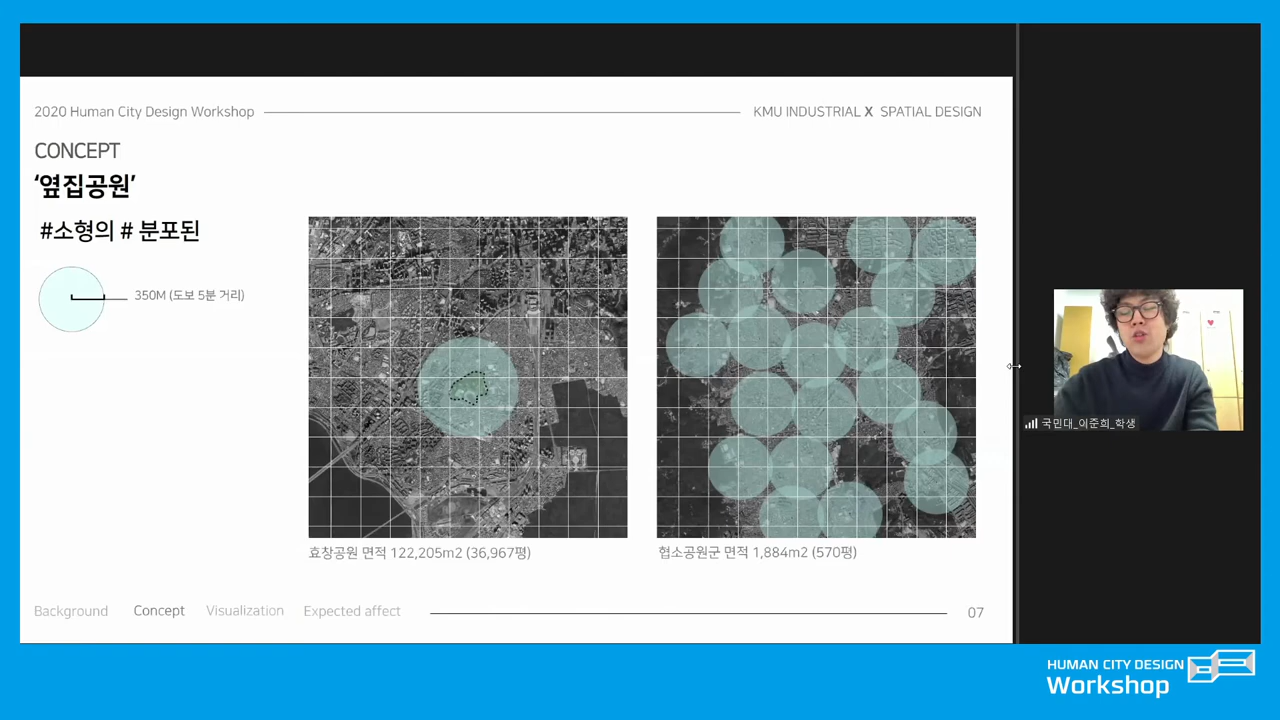 2020 Human City Design Workshop
KMU INDUSTRIAL X SPATIAL DESIGN
CONCEPT
‘옆집공원’
#소형의 # 분포된
350M (도보 5분 거리)
효창공원 면적 122,205m2 (36,967평)
협소공원군 면적 1,884m2 (570평)
국민대_이준희_학생
Background Concept Visualization Expected affect
07
HUMAN CITY DESIGN
Workshop